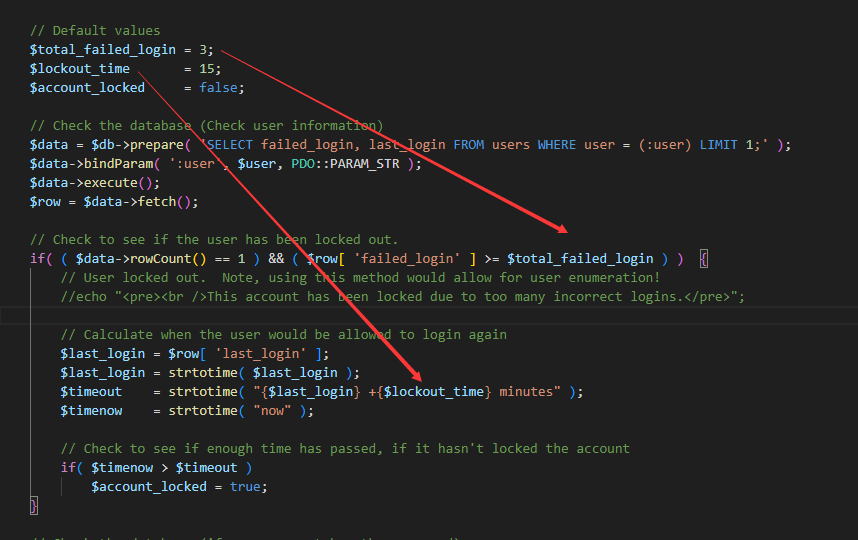 // Default values
$total_failed_login = 3;
$lockout_time       = 15;
$account_locked     = false;
// Check the database (Check user information)
$data = $db->prepare( 'SELECT failed_login, last_login FROM users WHERE user = (:user) LIMIT 1;' );
$data->bindParam( ':user', $user, PDO::PARAM_STR );
$data->execute();
$row = $data->fetch();
// Check to see if the user has been locked out.
if( ( $data->rowCount() == 1 ) && ( $row[ 'failed_login' ] >= $total_failed_login ) )  {
    // User locked out.  Note, using this method would allow for user enumeration!
    //echo "<pre><br />This account has been locked due to too many incorrect logins.</pre>";
    // Calculate when the user would be allowed to login again
    $last_login = $row[ 'last_login' ];
    $last_login = strtotime( $last_login );
    $timeout    = strtotime( "{$last_login} +{$lockout_time} minutes" );
    $timenow    = strtotime( "now" );
    // Check to see if enough time has passed, if it hasn't locked the account
    if( $timenow > $timeout )
        $account_locked = true;
}